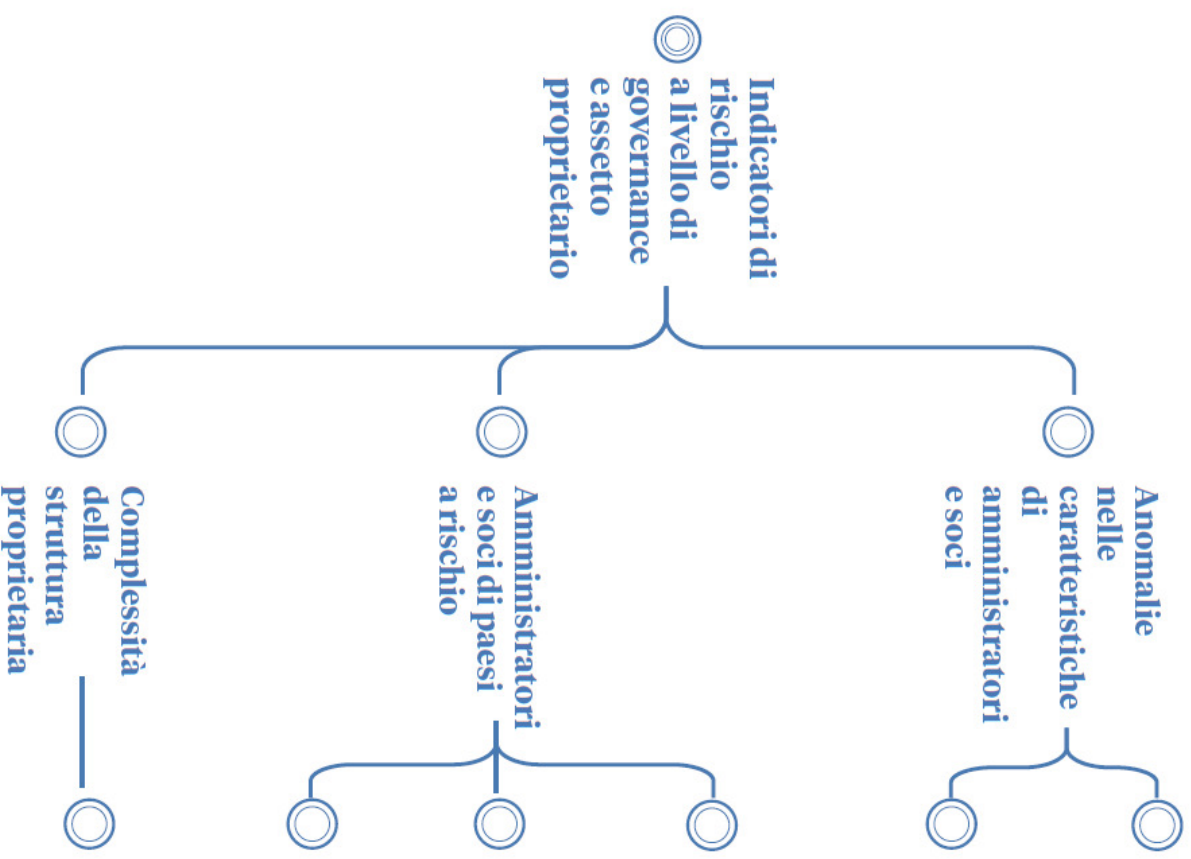 Indicatori di
rischio
a livello di
governance
e assetto
proprietario
Anomalie
nelle
caratteristiche
di
amministratori
e soci
Amministratori
e soci di paesi
a rischio
Complessità
della
struttura
proprietaria